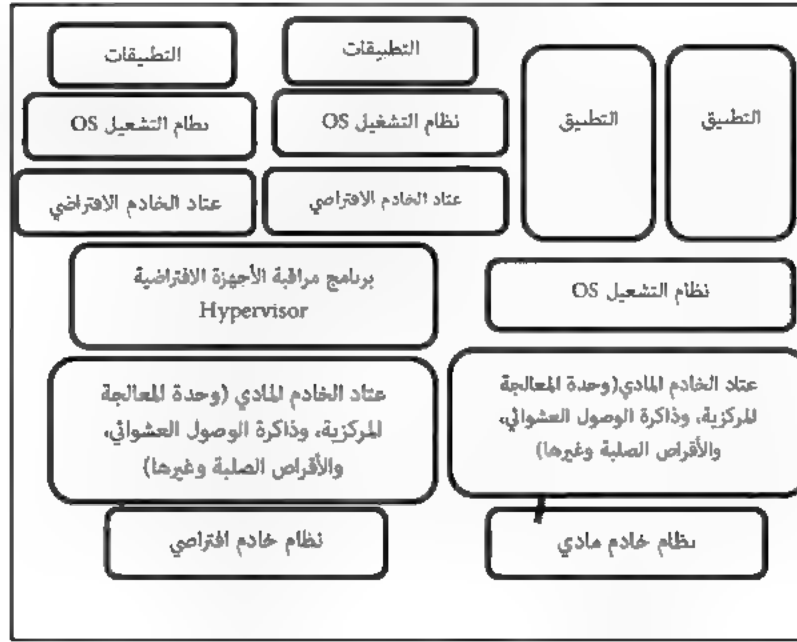 التطبيقات
التطبيقات
التطبيق
التطبيق
نظام التشغيل OS
نظام التشغيل OS
عتاد الخادم الافتراضي
عتاد الخادم الافتراضي
برنامج مراقبة الأجهزة الافتراضية
Hypervisor
نظام التشغيل OS
عتاد الخادم المادي(وحدة المعالجة
المركزية، وذاكرة الوصول العشوائي،
والأقراص الصلبة وغيرها)
عتاد الخادم المادي (وحدة المعالجة
المركزية، وذاكرة الوصول العشوائي،
والأقراص الصلبة وغيرها)
نظام خادم مادي
نظام خادم افتراضي